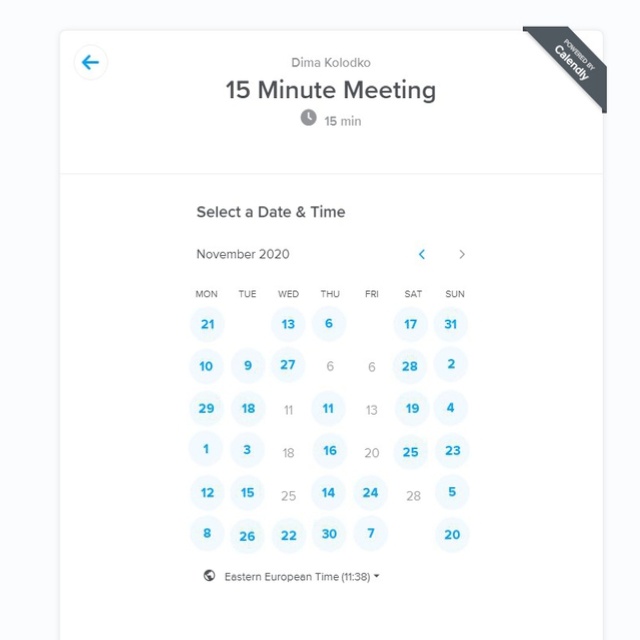 POWERED BY
Calendly
Dima Kolodko
15 Minute Meeting
15 min
Select a Date & Time
November 2020
MON TUE WED THU FRI SAT SUN
21 13 6 17 31
10 9 27 6 6 28 2
29 18 11 11 13 19 4
1 3 18 16 20 25 23
12 15 25 14 24 28 5
8 26 22 30 7 20
Eastern European Time (11:38)